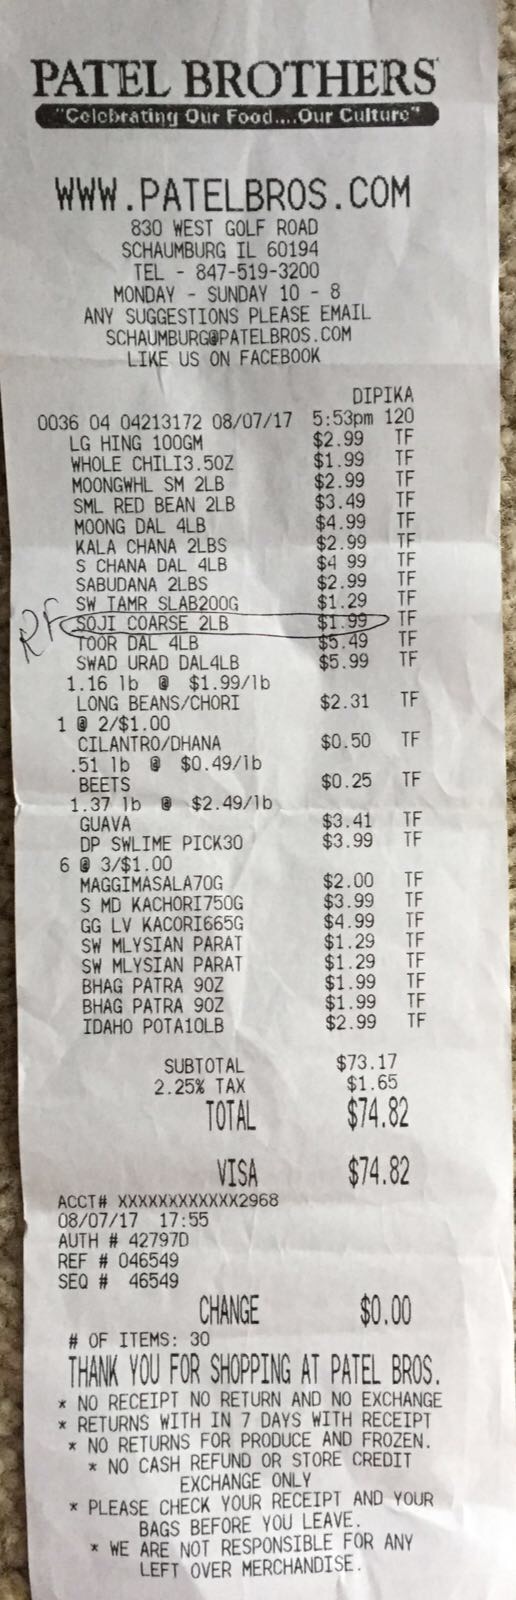 PATEL BROTHERS
"Celebrating Our Food....Our Culture"
WWW.PATELBROS.COM
830 WEST GOLF ROAD
SCHAUMBURG IL 60194
TEL - 847-519-3200
MONDAY - SUNDAY 10 - 8
ANY SUGGESTIONS PLEASE EMAIL
SCHAUMBURG@PATELBROS.COM
LIKE US ON FACEBOOK
DIPIKA
0036 04 04213172 08/07/17 5:53pm 120
LG HING 100GM $2.99 TF
WHOLE CHILI3.5OZ $1.99 TF
MOONGWHL SM 2LB $2.99 TF
SML RED BEAN 2LB $3.49 TF
MOONG DAL 4LB $4.99 TF
KALA CHANA 2LBS $2.99 TF
S CHANA DAL 4LB $4.99 TF
SABUDANA 2LBS $2.99 TF
SW TAMR SLAB200G $1.29 TF
RF SOJI COARSE 2LB $1.99 TF
TOOR DAL 4LB $5.49 TF
SWAD URAD DAL4LB $5.99 TF
1.16 lb @ $1.99/lb
LONG BEANS/CHORI $2.31 TF
1 @ 2/$1.00
CILANTRO/DHANA $0.50 TF
.51 lb @ $0.49/lb
BEETS $0.25 TF
1.37 lb @ $2.49/lb
GUAVA $3.41 TF
DP SWLIME PICK30 $3.99 TF
6 @ 3/$1.00
MAGGIMASALA70G $2.00 TF
S MD KACHORI750G $3.99 TF
GG LV KACORI665G $4.99 TF
SW MLYSIAN PARAT $1.29 TF
SW MLYSIAN PARAT $1.29 TF
BHAG PATRA 9OZ $1.99 TF
BHAG PATRA 9OZ $1.99 TF
IDAHO POTA10LB $2.99 TF
SUBTOTAL $73.17
2.25% TAX $1.65
TOTAL $74.82
VISA $74.82
ACCT# XXXXXXXXXXXX2968
08/07/17 17:55
AUTH # 42797D
REF # 046549
SEQ # 46549
CHANGE $0.00
# OF ITEMS: 30
THANK YOU FOR SHOPPING AT PATEL BROS.
* NO RECEIPT NO RETURN AND NO EXCHANGE
* RETURNS WITH IN 7 DAYS WITH RECEIPT
* NO RETURNS FOR PRODUCE AND FROZEN.
* NO CASH REFUND OR STORE CREDIT
EXCHANGE ONLY
* PLEASE CHECK YOUR RECEIPT AND YOUR
BAGS BEFORE YOU LEAVE.
* WE ARE NOT RESPONSIBLE FOR ANY
LEFT OVER MERCHANDISE.